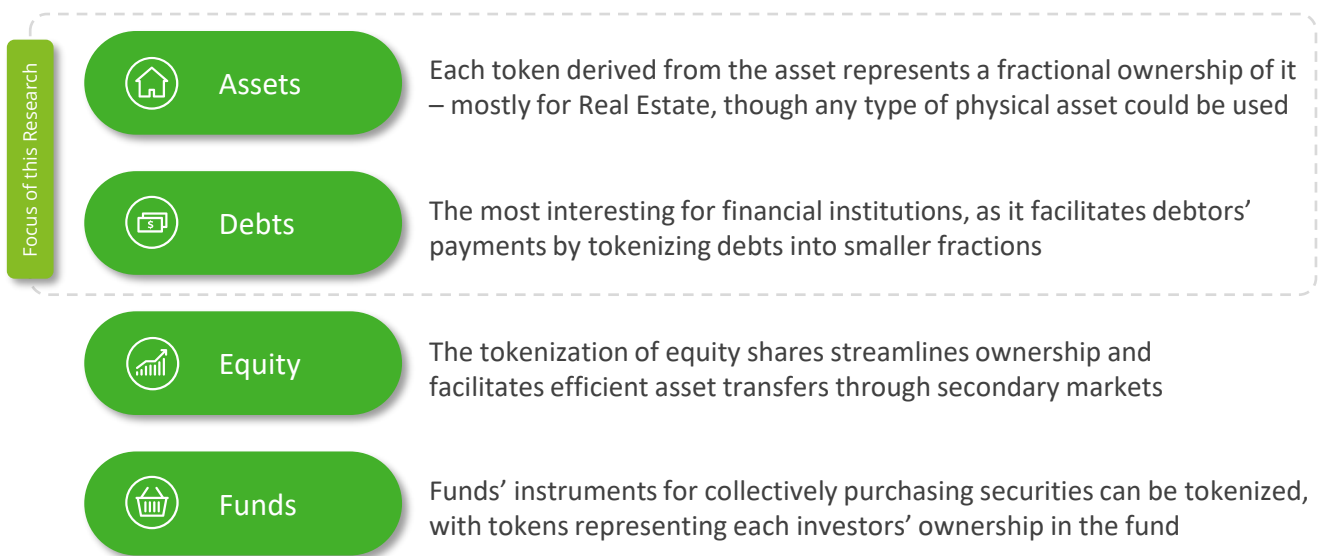 Focus of this Research
Assets
Each token derived from the asset represents a fractional ownership of it
– mostly for Real Estate, though any type of physical asset could be used
$
Debts
The most interesting for financial institutions, as it facilitates debtors’
payments by tokenizing debts into smaller fractions
Equity
The tokenization of equity shares streamlines ownership and
facilitates efficient asset transfers through secondary markets
Funds
Funds’ instruments for collectively purchasing securities can be tokenized,
with tokens representing each investors’ ownership in the fund